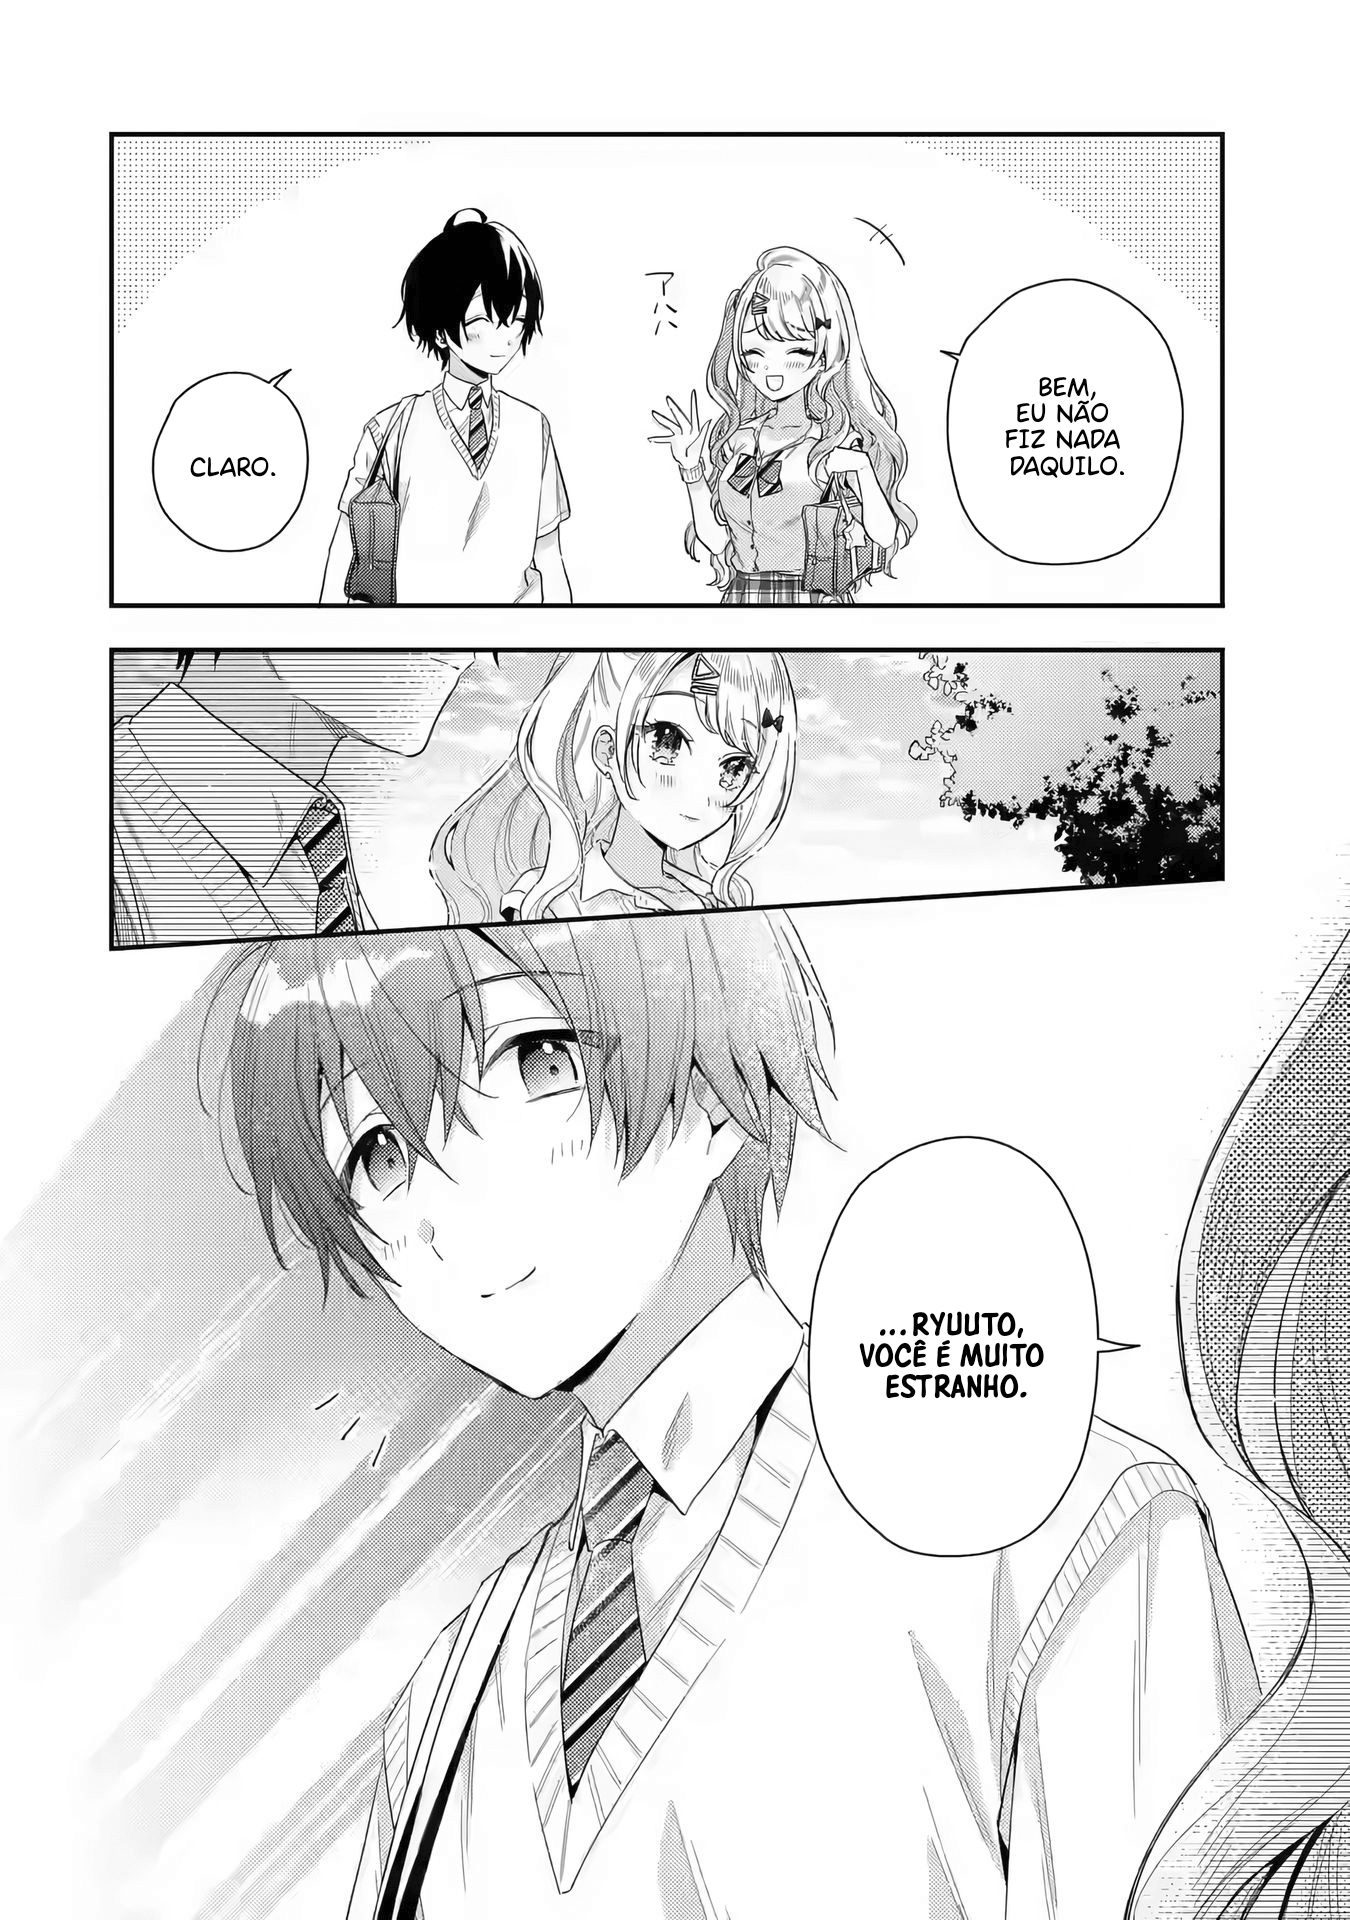 BEM,
EU NÃO
FIZ NADA
DAQUILO.
アハハ
CLARO.
...RYUUTO,
VOCÊ É MUITO
ESTRANHO.